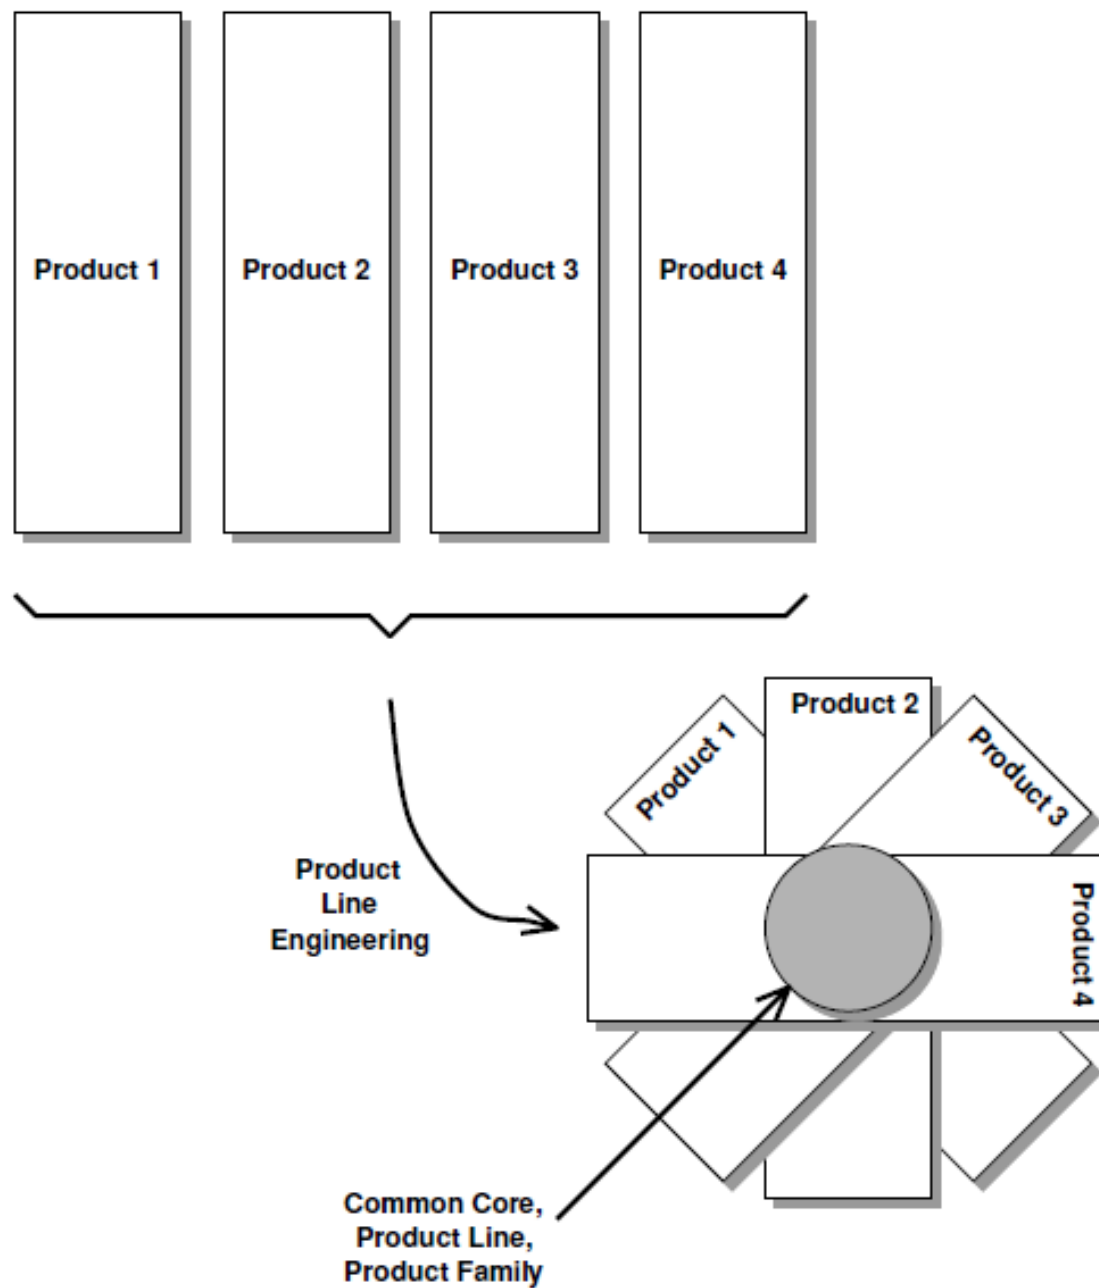 Product 1
Product 2
Product 3
Product 4
Product 2
Product 1
Product 3
Product 4
Product
Line
Engineering
Common Core,
Product Line,
Product Family